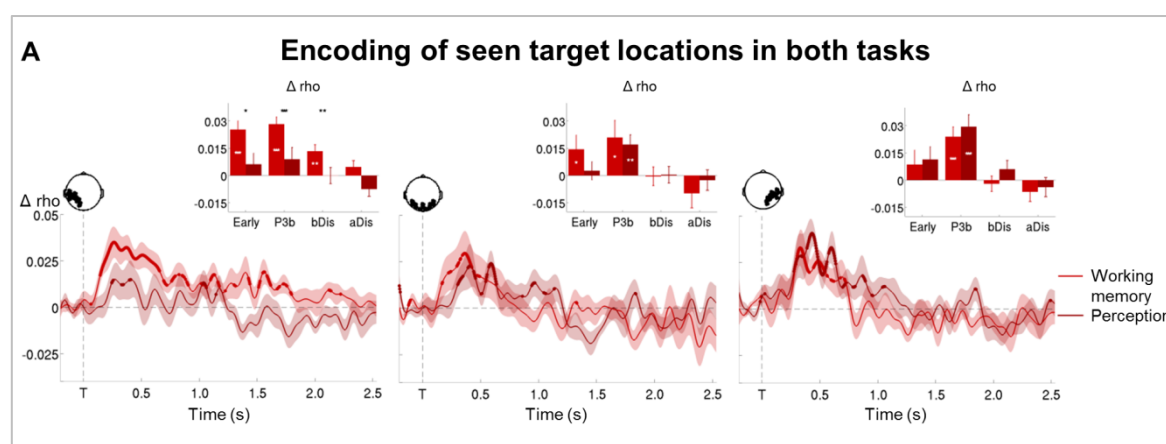 A
Encoding of seen target locations in both tasks
Δ rho
0.03
0.015
0
-0.015
Early P3b bDis aDis
* *** **
*** *** **
Δ rho
0.03
0.015
0
-0.015
Early P3b bDis aDis
* * **
Δ rho
0.03
0.015
0
-0.015
Early P3b bDis aDis
*** ***
Δ rho
0.05
0.025
0
-0.025
T 0.5 1.0 1.5 2.0 2.5
Time (s)
T 0.5 1.0 1.5 2.0 2.5
Time (s)
T 0.5 1.0 1.5 2.0 2.5
Time (s)
Working
memory
Perception